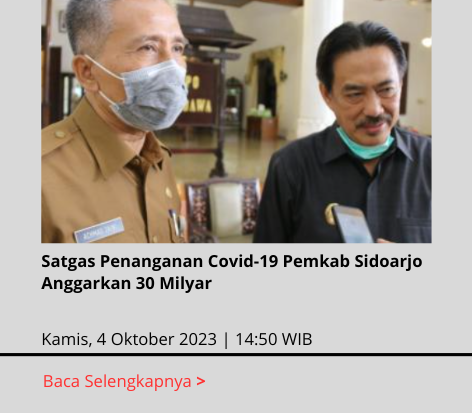 Satgas Penanganan Covid-19 Pemkab Sidoarjo
Anggarkan 30 Milyar
Kamis, 4 Oktober 2023 | 14:50 WIB
Baca Selengkapnya >